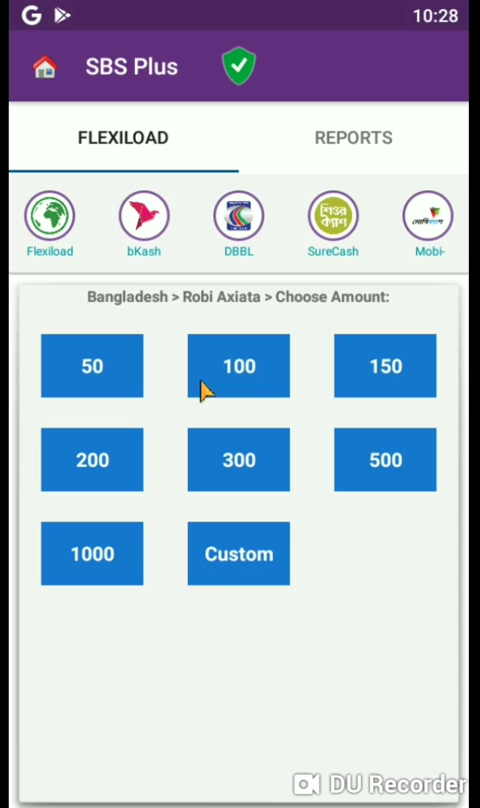 10:28
SBS Plus
FLEXILOAD REPORTS
Flexiload bKash DBBL SureCash Mobi-
শিওর
ক্যাশ
Bangladesh > Robi Axiata > Choose Amount:
50 100 150
200 300 500
1000 Custom
DU Recorder